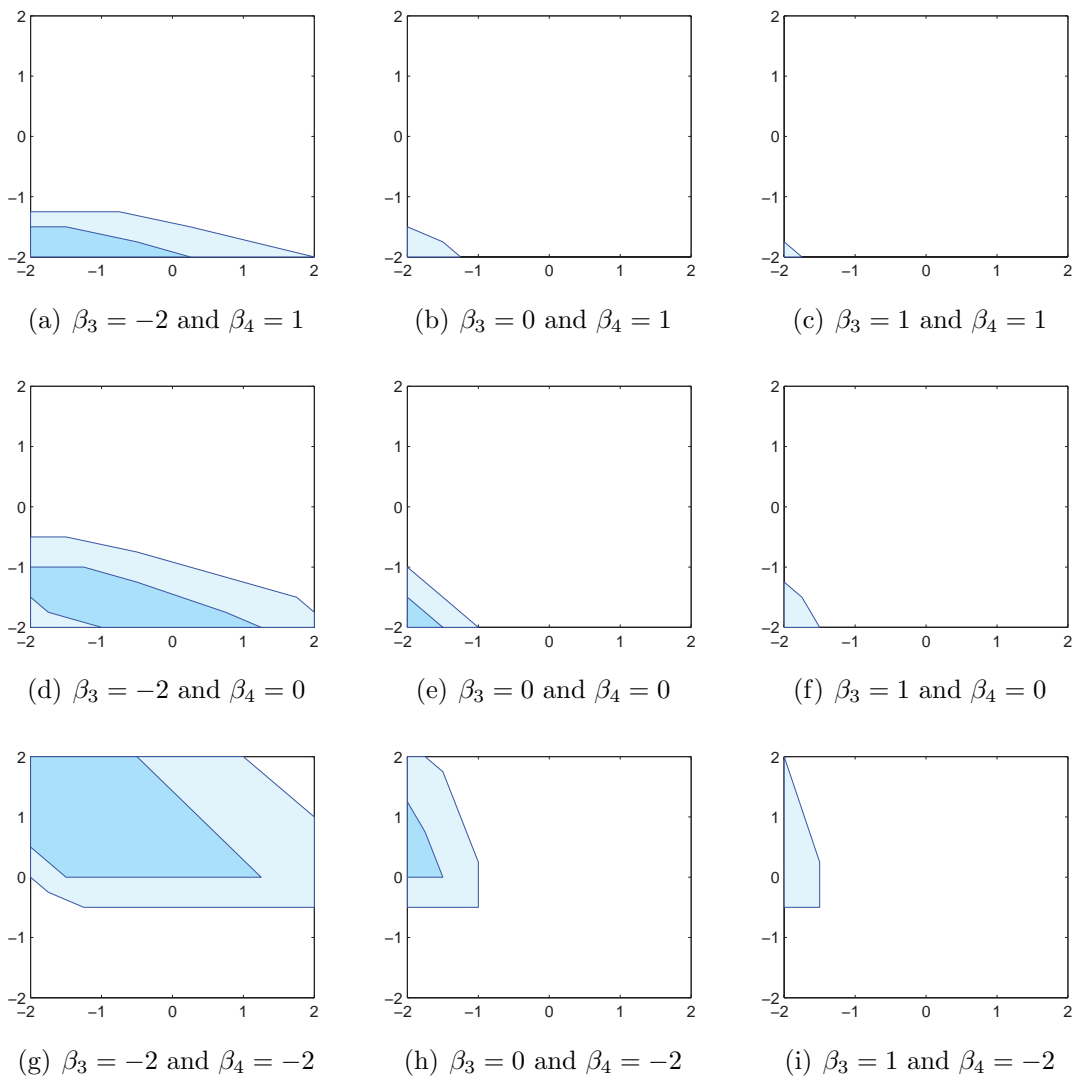 2
1
0
−1
−2
−2 −1 0 1 2
2
1
0
−1
−2
−2 −1 0 1 2
2
1
0
−1
−2
−2 −1 0 1 2
(a) β₃ = −2 and β₄ = 1
(b) β₃ = 0 and β₄ = 1
(c) β₃ = 1 and β₄ = 1
2
1
0
−1
−2
−2 −1 0 1 2
2
1
0
−1
−2
−2 −1 0 1 2
2
1
0
−1
−2
−2 −1 0 1 2
(d) β₃ = −2 and β₄ = 0
(e) β₃ = 0 and β₄ = 0
(f) β₃ = 1 and β₄ = 0
2
1
0
−1
−2
−2 −1 0 1 2
2
1
0
−1
−2
−2 −1 0 1 2
2
1
0
−1
−2
−2 −1 0 1 2
(g) β₃ = −2 and β₄ = −2
(h) β₃ = 0 and β₄ = −2
(i) β₃ = 1 and β₄ = −2